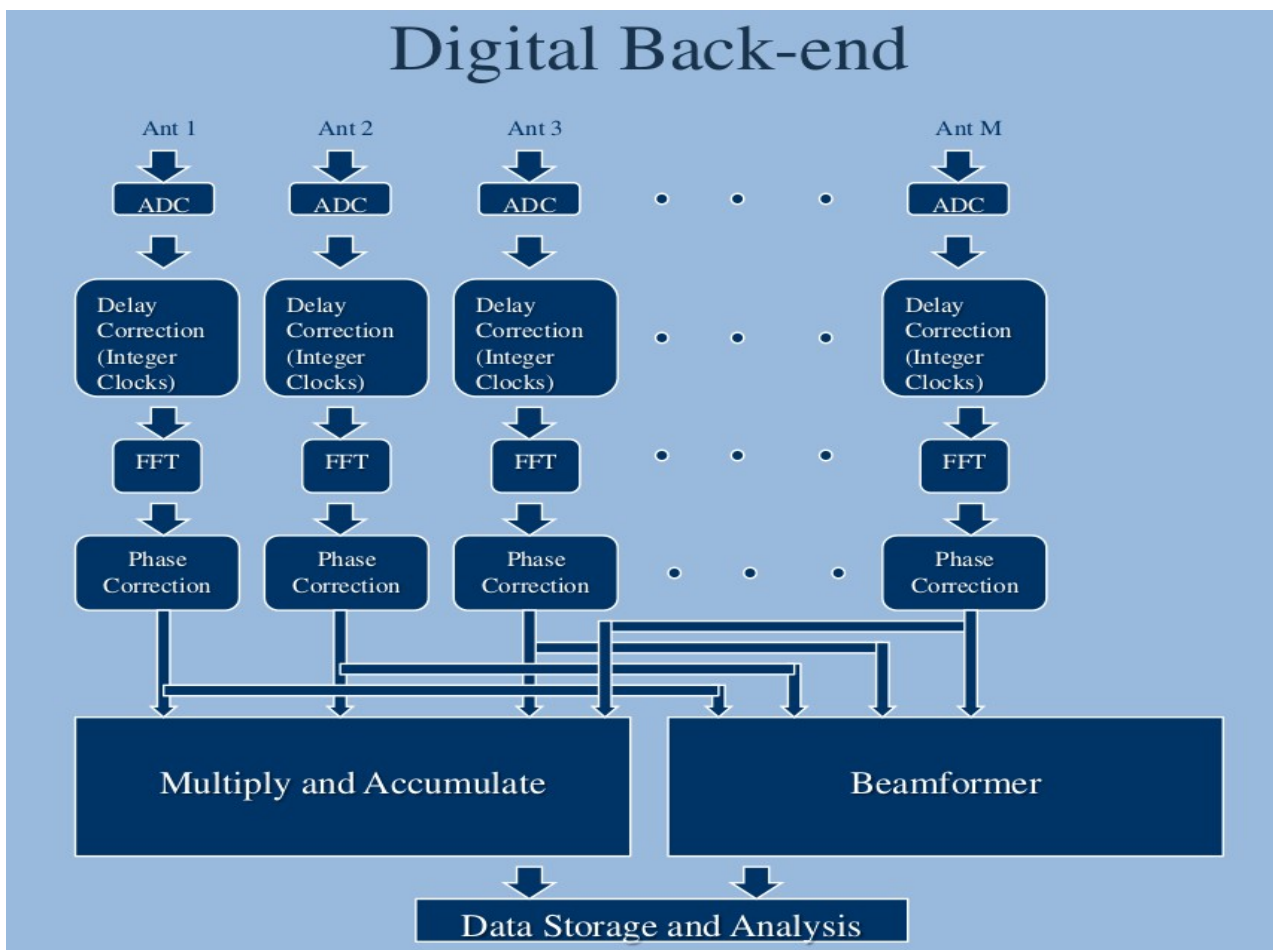 Digital Back-end
Ant 1
Ant 2
Ant 3
Ant M
ADC
ADC
ADC
ADC
Delay
Correction
(Integer
Clocks)
Delay
Correction
(Integer
Clocks)
Delay
Correction
(Integer
Clocks)
Delay
Correction
(Integer
Clocks)
FFT
FFT
FFT
FFT
Phase
Correction
Phase
Correction
Phase
Correction
Phase
Correction
Multiply and Accumulate
Beamformer
Data Storage and Analysis